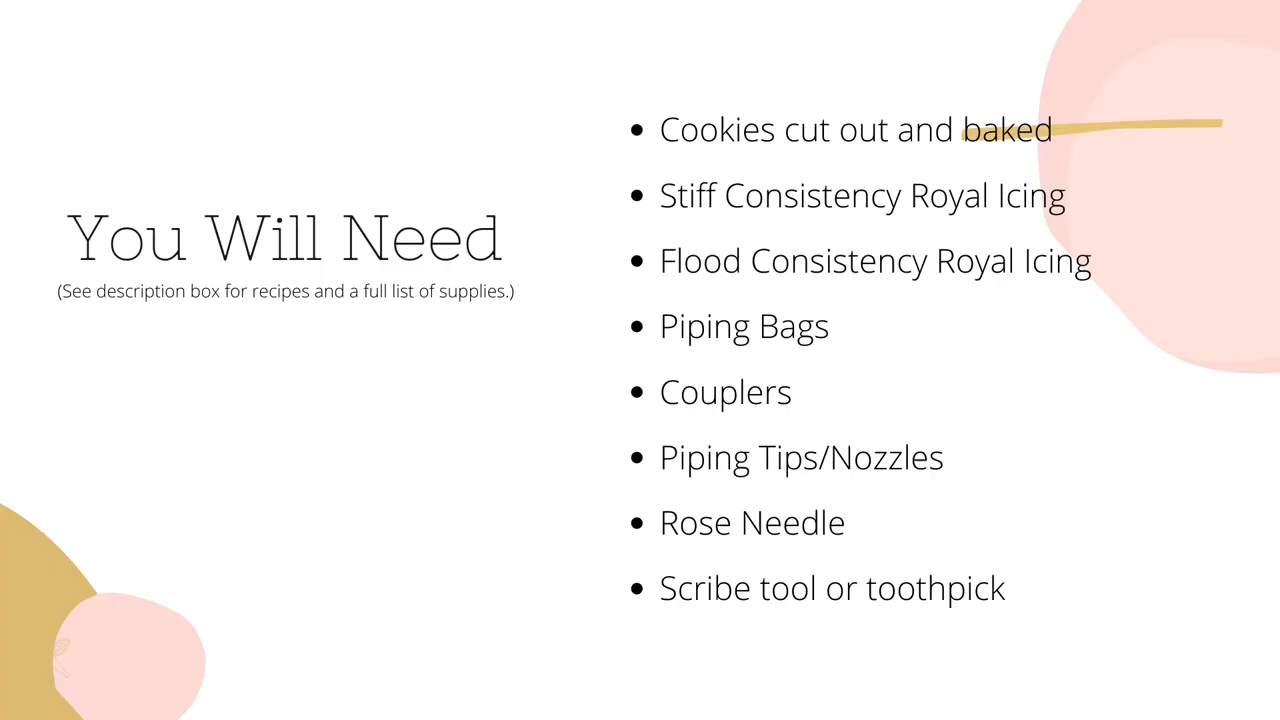 You Will Need
(See description box for recipes and a full list of supplies.)
• Cookies cut out and baked
• Stiff Consistency Royal Icing
• Flood Consistency Royal Icing
• Piping Bags
• Couplers
• Piping Tips/Nozzles
• Rose Needle
• Scribe tool or toothpick